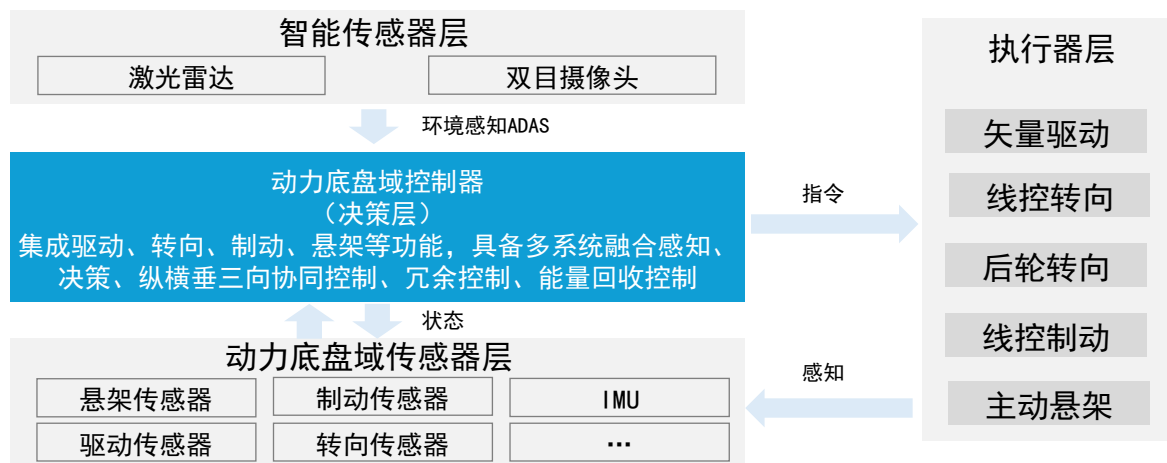 智能传感器层
激光雷达
双目摄像头
环境感知ADAS
动力底盘域控制器
（决策层）
集成驱动、转向、制动、悬架等功能，具备多系统融合感知、
决策、纵横垂三向协同控制、冗余控制、能量回收控制
状态
动力底盘域传感器层
悬架传感器
制动传感器
IMU
驱动传感器
转向传感器
…
指令
感知
执行器层
矢量驱动
线控转向
后轮转向
线控制动
主动悬架